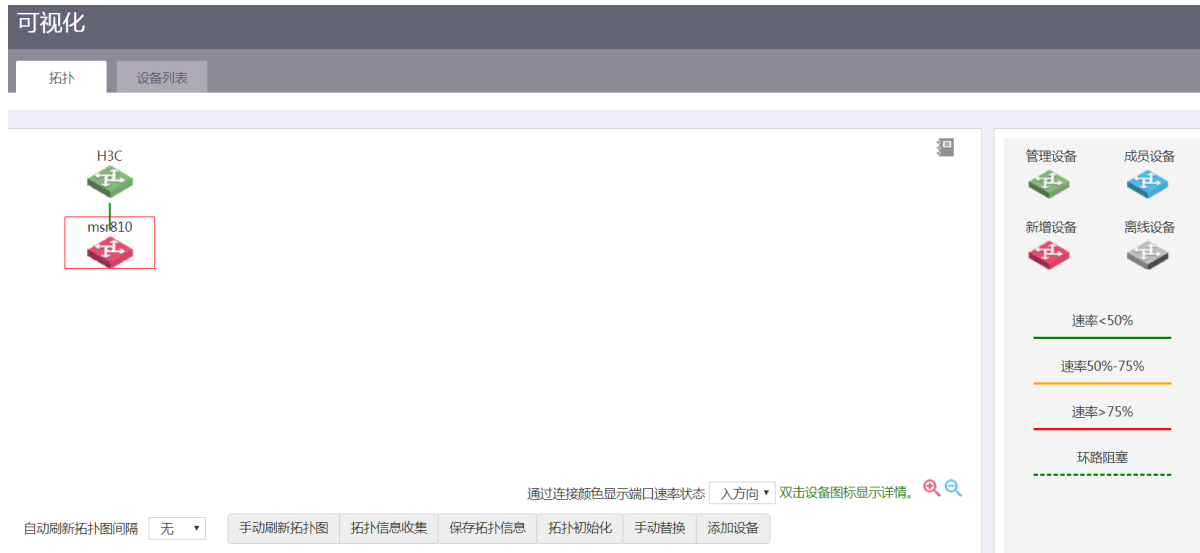 可视化
拓扑 设备列表
H3C
msr810
管理设备 成员设备
新增设备 离线设备
速率<50%
速率50%-75%
速率>75%
环路阻塞
通过连接颜色显示端口速率状态 入方向 双击设备图标显示详情。
自动刷新拓扑图间隔 无 手动刷新拓扑图 拓扑信息收集 保存拓扑信息 拓扑初始化 手动替换 添加设备